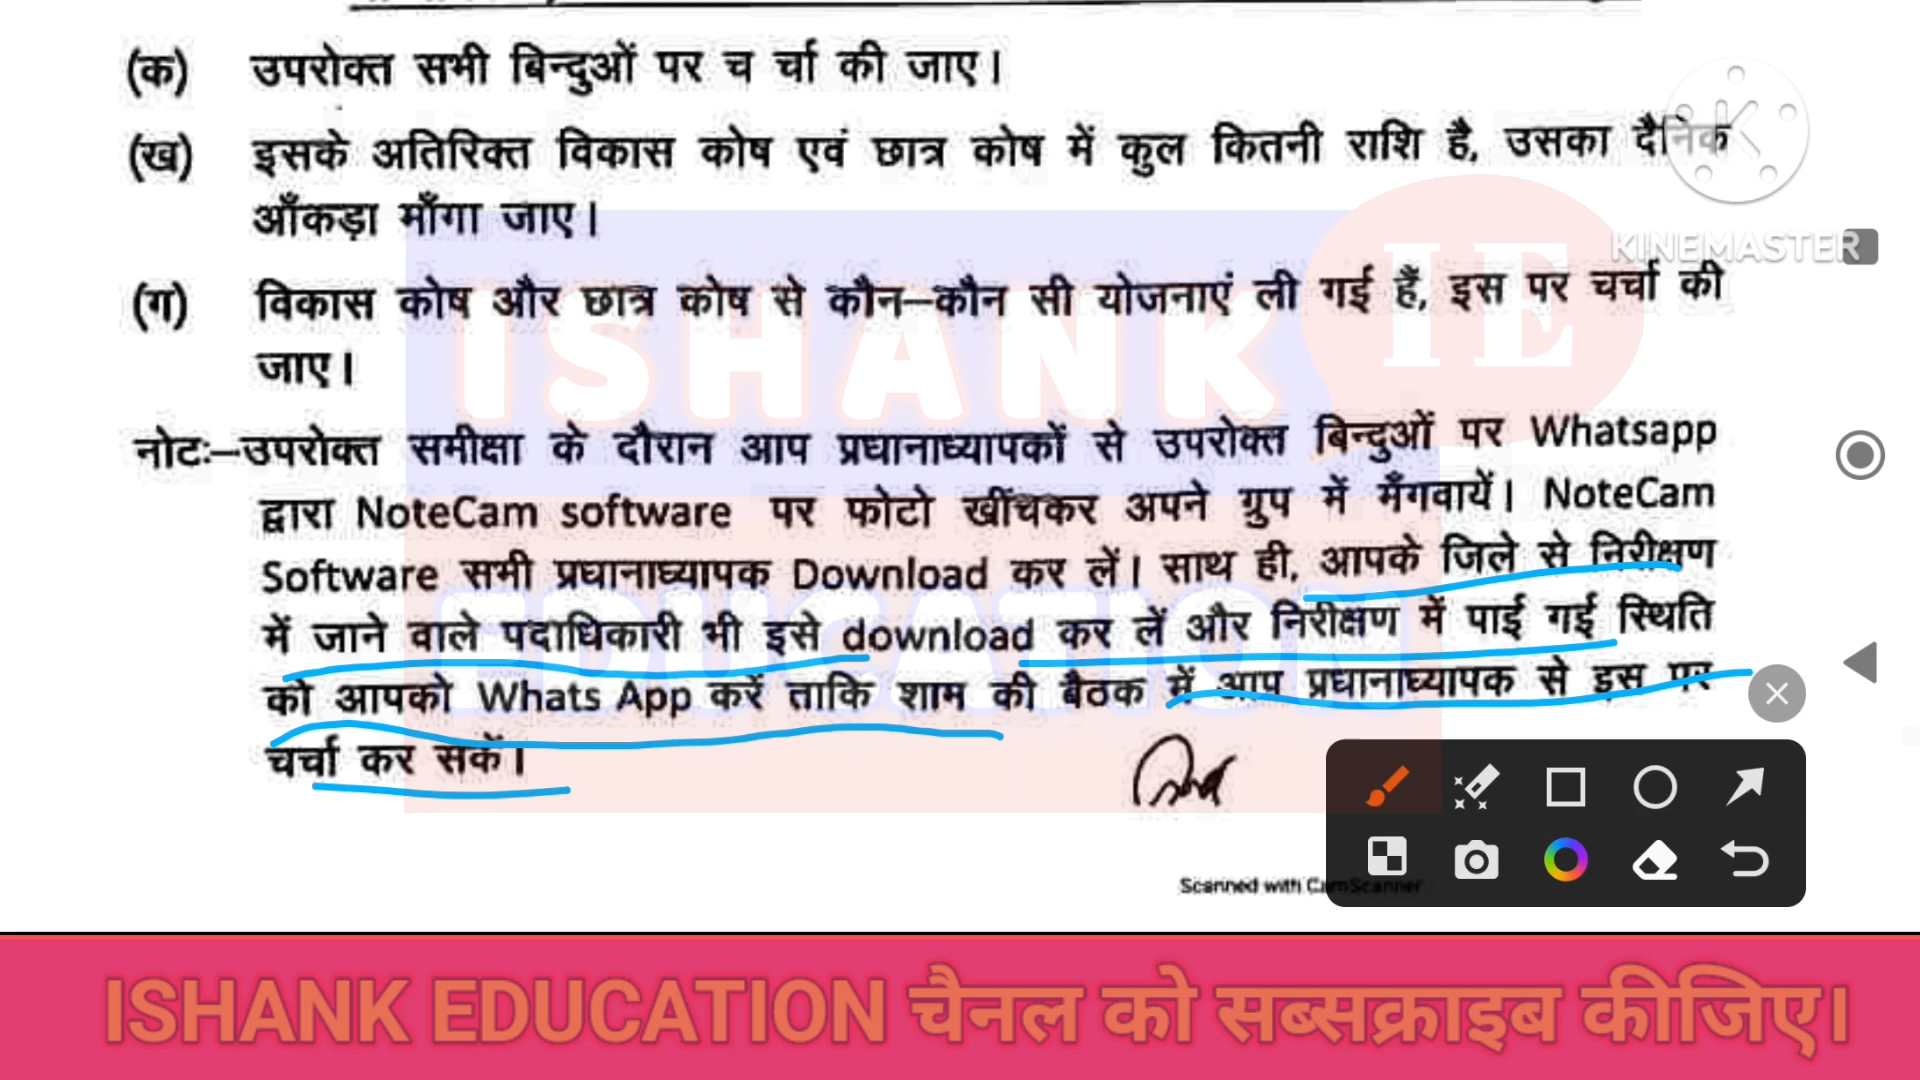 (क) उपरोक्त सभी बिन्दुओं पर च र्चा की जाए।
(ख) इसके अतिरिक्त विकास कोष एवं छात्र कोष में कुल कितनी राशि है, उसका दैनिक
आँकड़ा माँगा जाए।
KINEMASTER
(ग) विकास कोष और छात्र कोष से कौन–कौन सी योजनाएं ली गई हैं, इस पर चर्चा की
जाए।
ISHANK IE
नोटः–उपरोक्त समीक्षा के दौरान आप प्रधानाध्यापकों से उपरोक्त बिन्दुओं पर Whatsapp
द्वारा NoteCam software पर फोटो खींचकर अपने ग्रुप में मँगवायें। NoteCam
Software सभी प्रधानाध्यापक Download कर लें। साथ ही, आपके जिले से निरीक्षण
EDUCATION
में जाने वाले पदाधिकारी भी इसे download कर लें और निरीक्षण में पाई गई स्थिति
को आपको Whats App करें ताकि शाम की बैठक में आप प्रधानाध्यापक से इस पर
चर्चा कर सकें।
Scanned with CamScanner
ISHANK EDUCATION चैनल को सब्सक्राइब कीजिए।